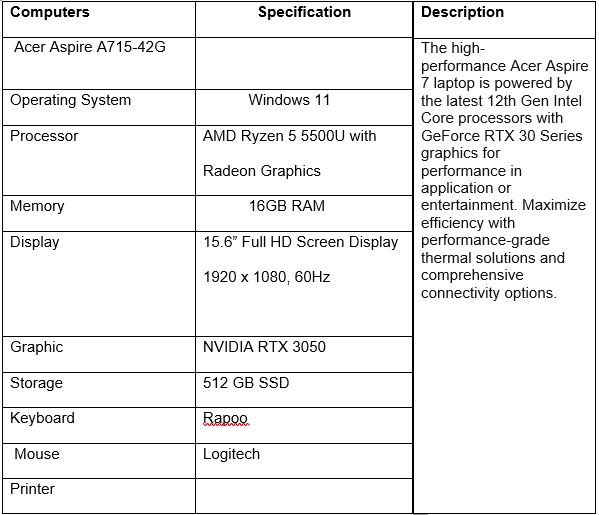 Computers
Specification
Description
Acer Aspire A715-42G
The high-
performance Acer Aspire
7 laptop is powered by
the latest 12th Gen Intel
Core processors with
GeForce RTX 30 Series
graphics for
performance in
application or
entertainment. Maximize
efficiency with
performance-grade
thermal solutions and
comprehensive
connectivity options.
Operating System
Windows 11
Processor
AMD Ryzen 5 5500U with
Radeon Graphics
Memory
16GB RAM
Display
15.6” Full HD Screen Display
1920 x 1080, 60Hz
Graphic
NVIDIA RTX 3050
Storage
512 GB SSD
Keyboard
Rapoo
Mouse
Logitech
Printer